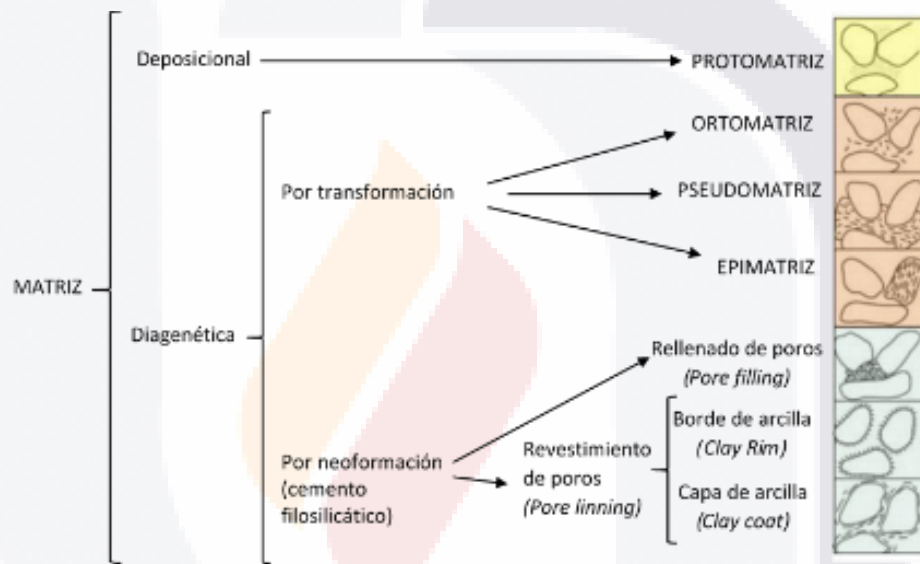 Deposicional
PROTOMATRIZ
ORTOMATRIZ
Por transformación
PSEUDOMATRIZ
EPIMATRIZ
MATRIZ
Diagenética
Rellenado de poros
(Pore filling)
Por neoformación
(cemento
filosilicático)
Revestimiento
de poros
(Pore linning)
Borde de arcilla
(Clay Rim)
Capa de arcilla
(Clay coat)